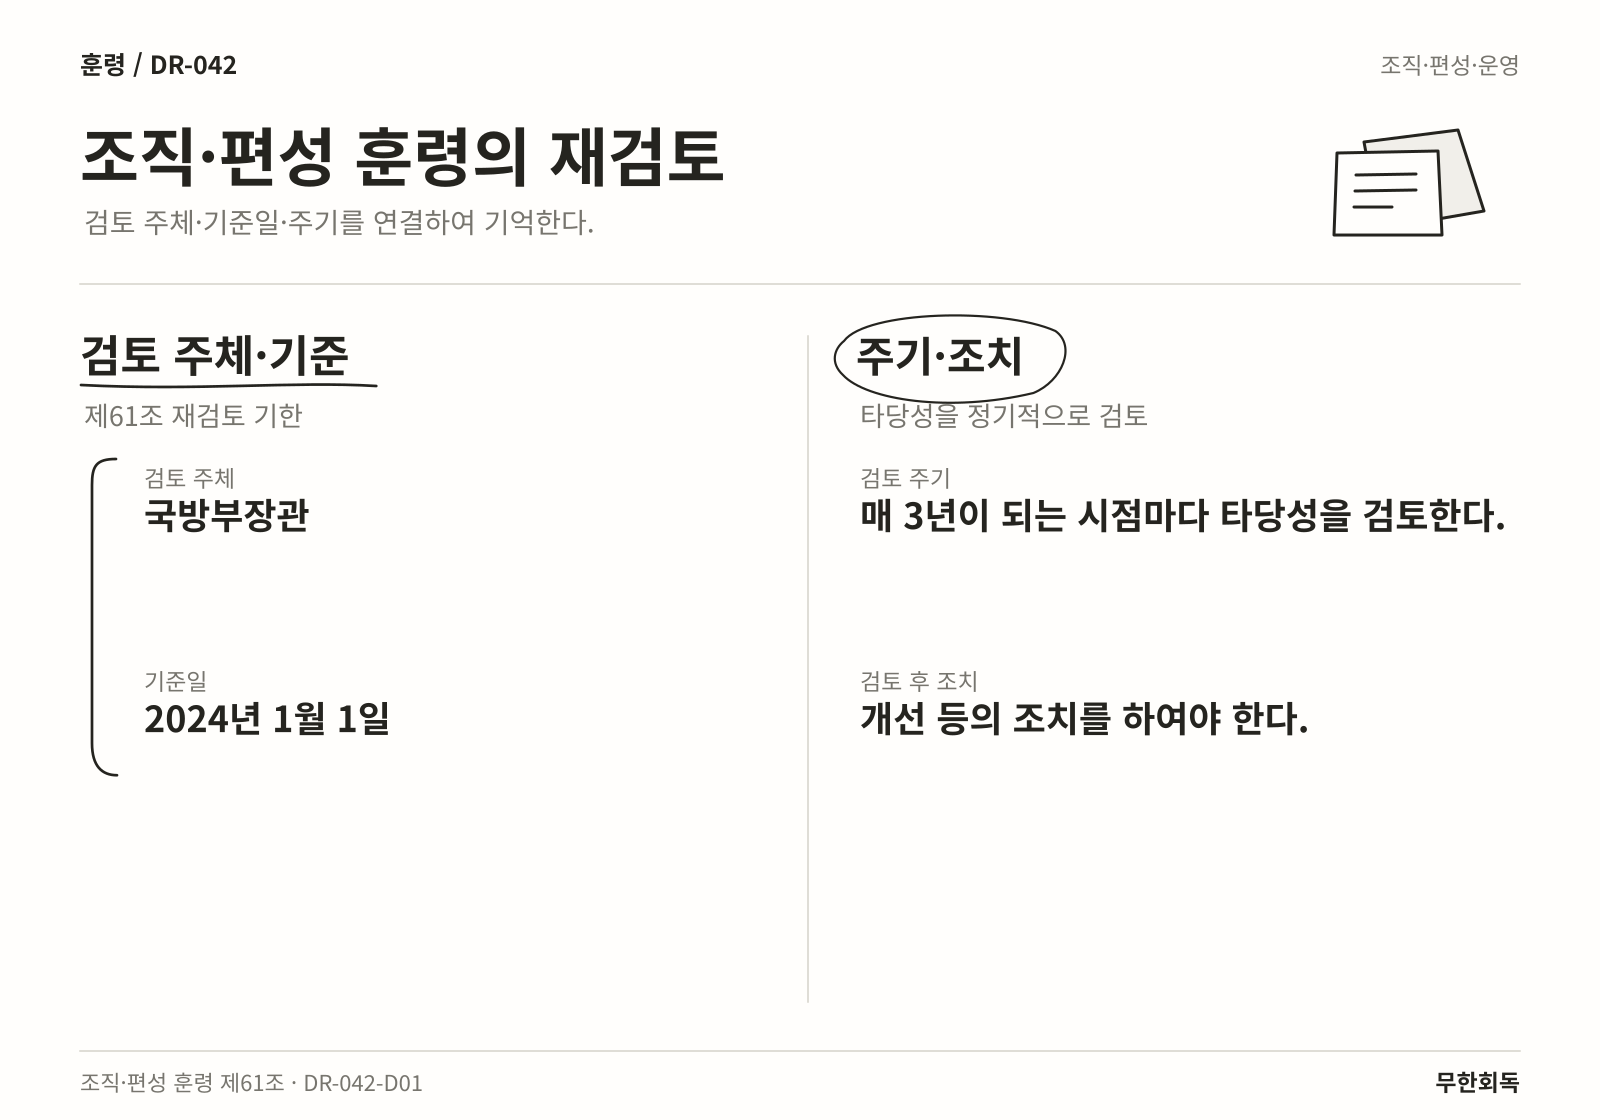 훈령 / DR-042
조직·편성·운영
조직·편성 훈령의 재검토
검토 주체·기준일·주기를 연결하여 기억한다.
검토 주체·기준
제61조 재검토 기한
검토 주체
국방부장관
기준일
2024년 1월 1일
주기·조치
타당성을 정기적으로 검토
검토 주기
매 3년이 되는 시점마다 타당성을 검토한다.
검토 후 조치
개선 등의 조치를 하여야 한다.
조직·편성 훈령 제61조 · DR-042-D01
무한회독